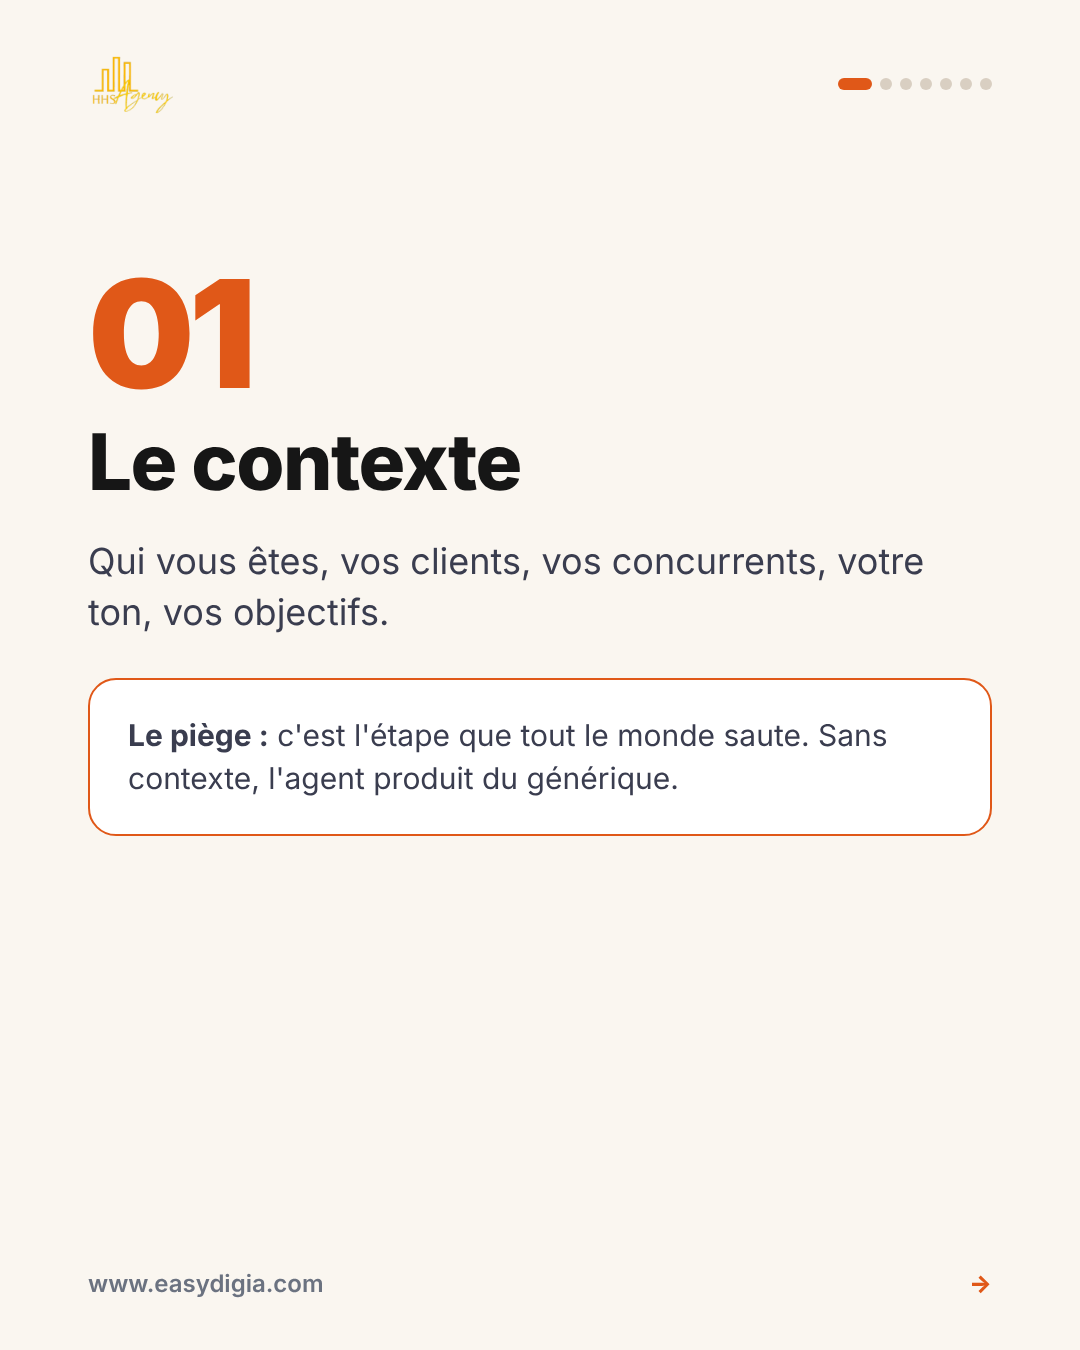 HHS Agency
01
Le contexte
Qui vous êtes, vos clients, vos concurrents, votre
ton, vos objectifs.
Le piège : c'est l'étape que tout le monde saute. Sans
contexte, l'agent produit du générique.
www.easydigia.com
→